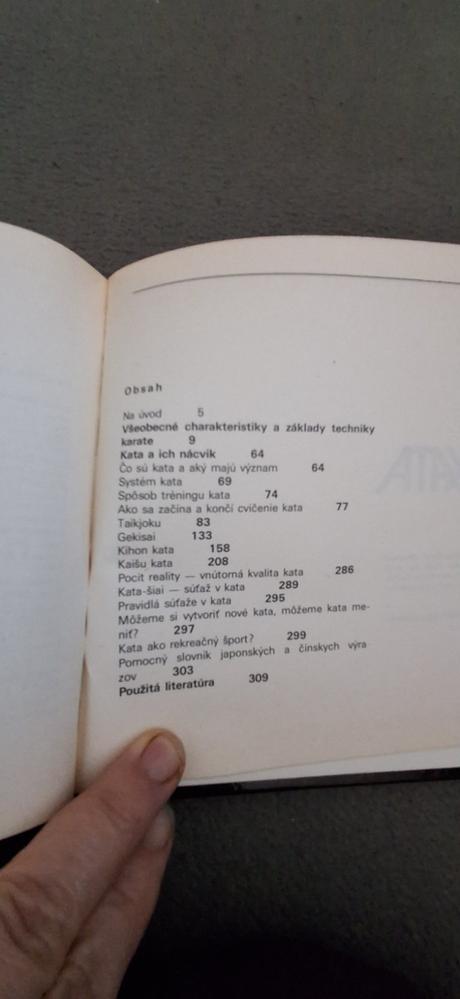 Obsah
Na úvod 5
Všeobecné charakteristiky a základy techniky
karate 9
Kata a ich nácvik 64
Čo sú kata a aký majú význam 64
Systém kata 69
Spôsob tréningu kata 74
Ako sa začína a končí cvičenie kata 77
Taikjoku 83
Gekisai 133
Kihon kata 158
Kaišu kata 208
Pocit reality — vnútorná kvalita kata 286
Kata-šiai — súťaž v kata 289
Pravidlá súťaže v kata 295
Môžeme si vytvoriť nové kata, môžeme kata me-
niť? 297
Kata ako rekreačný šport? 299
Pomocný slovník japonských a čínskych výra
zov 303
Použitá literatúra 309
KATA